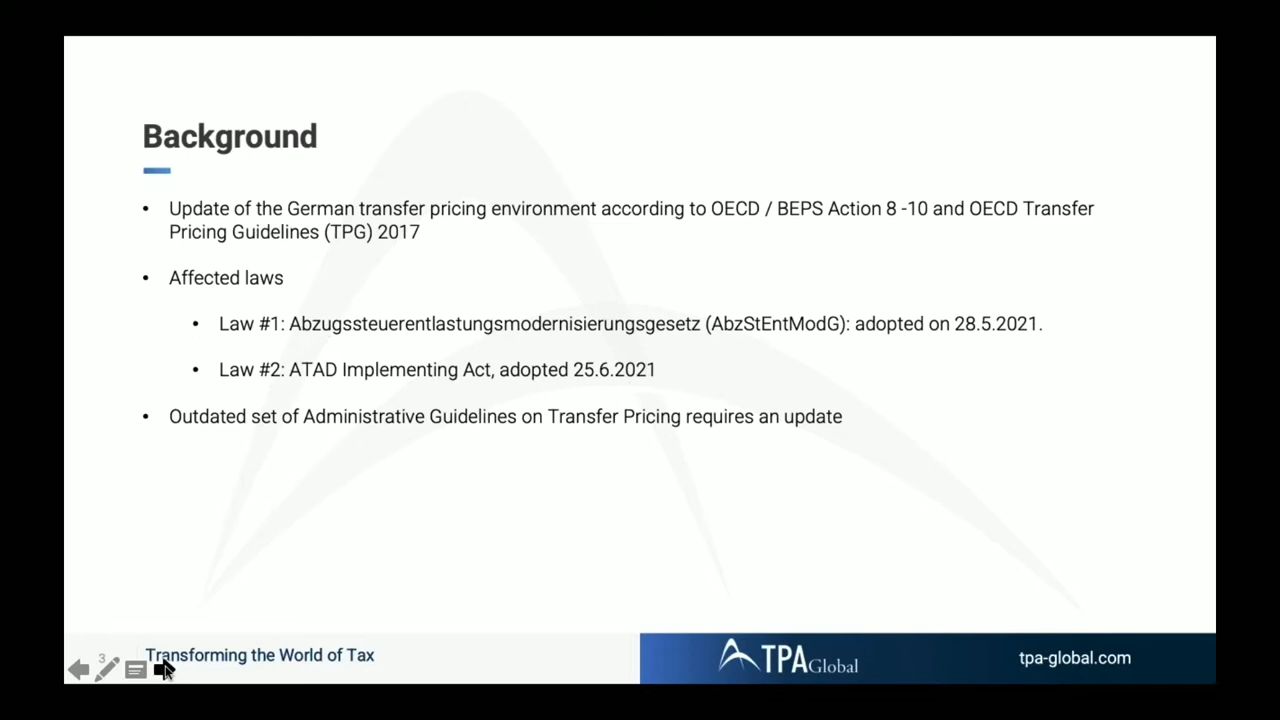 Background
• Update of the German transfer pricing environment according to OECD / BEPS Action 8 -10 and OECD Transfer
Pricing Guidelines (TPG) 2017
• Affected laws
• Law #1: Abzugssteuerentlastungsmodernisierungsgesetz (AbzStEntModG): adopted on 28.5.2021.
• Law #2: ATAD Implementing Act, adopted 25.6.2021
• Outdated set of Administrative Guidelines on Transfer Pricing requires an update
3
Transforming the World of Tax
TPA Global
tpa-global.com